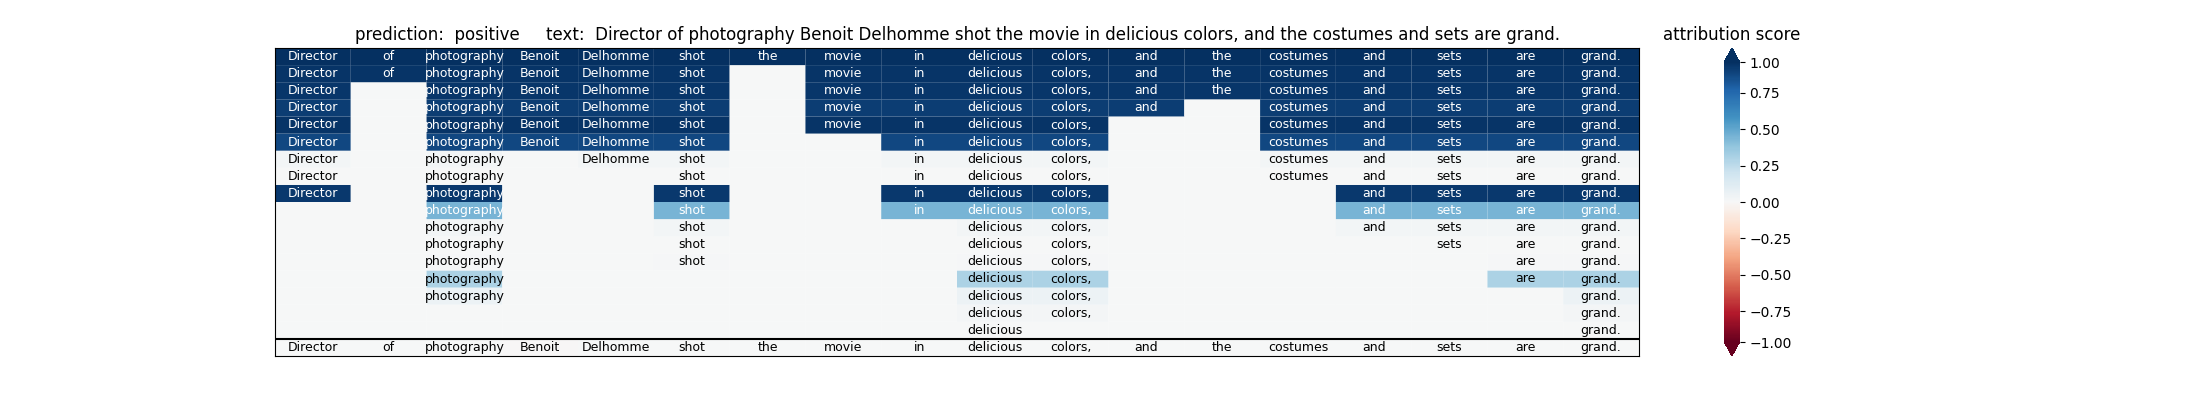 prediction: positive text: Director of photography Benoit Delhomme shot the movie in delicious colors, and the costumes and sets are grand. attribution score
Director of photography Benoit Delhomme shot the movie in delicious colors, and the costumes and sets are grand.
Director of photography Benoit Delhomme shot movie in delicious colors, and the costumes and sets are grand.
Director photography Benoit Delhomme shot movie in delicious colors, and the costumes and sets are grand.
Director photography Benoit Delhomme shot movie in delicious colors, and costumes and sets are grand.
Director photography Benoit Delhomme shot movie in delicious colors, costumes and sets are grand.
Director photography Benoit Delhomme shot in delicious colors, costumes and sets are grand.
Director photography Delhomme shot in delicious colors, costumes and sets are grand.
Director photography shot in delicious colors, costumes and sets are grand.
Director photography shot in delicious colors, and sets are grand.
photography shot in delicious colors, and sets are grand.
photography shot delicious colors, and sets are grand.
photography shot delicious colors, sets are grand.
photography shot delicious colors, are grand.
photography delicious colors, are grand.
photography delicious colors, grand.
delicious colors, grand.
delicious grand.
Director of photography Benoit Delhomme shot the movie in delicious colors, and the costumes and sets are grand.
1.00
0.75
0.50
0.25
0.00
−0.25
−0.50
−0.75
−1.00